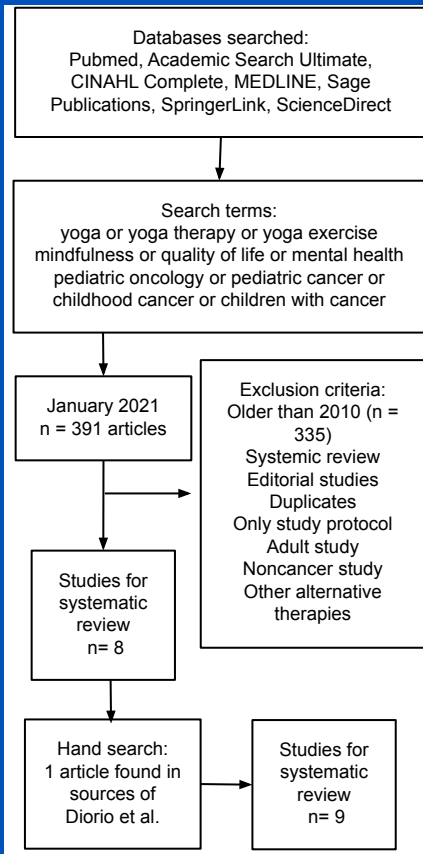 Databases searched:
Pubmed, Academic Search Ultimate,
CINAHL Complete, MEDLINE, Sage
Publications, SpringerLink, ScienceDirect
Search terms:
yoga or yoga therapy or yoga exercise
mindfulness or quality of life or mental health
pediatric oncology or pediatric cancer or
childhood cancer or children with cancer
January 2021
n = 391 articles
Exclusion criteria:
Older than 2010 (n =
335)
Systemic review
Editorial studies
Duplicates
Only study protocol
Adult study
Noncancer study
Other alternative
therapies
Studies for
systematic
review
n= 8
Hand search:
1 article found in
sources of
Diorio et al.
Studies for
systematic
review
n= 9